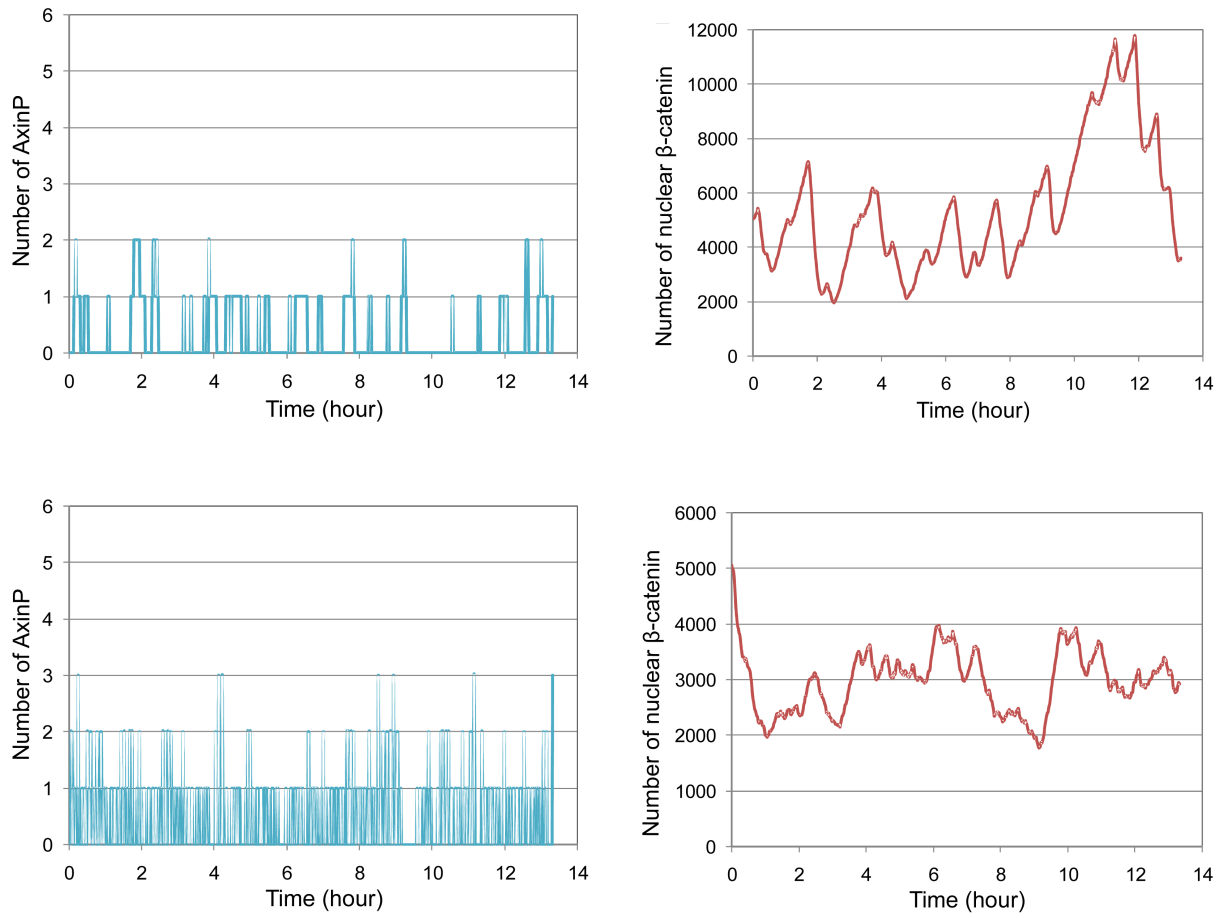 6
5
4
3
2
1
0
Number of AxinP
0 2 4 6 8 10 12 14
Time (hour)
12000
10000
8000
6000
4000
2000
0
Number of nuclear β-catenin
0 2 4 6 8 10 12 14
Time (hour)
6
5
4
3
2
1
0
Number of AxinP
0 2 4 6 8 10 12 14
Time (hour)
6000
5000
4000
3000
2000
1000
0
Number of nuclear β-catenin
0 2 4 6 8 10 12 14
Time (hour)